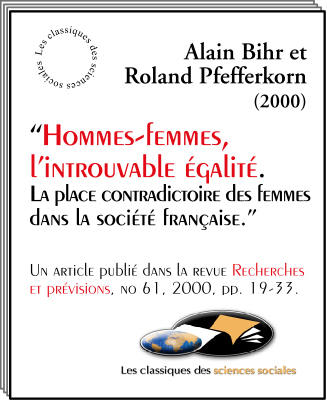 Les classiques des sciences sociales
Alain Bihr et
Roland Pfefferkorn
(2000)
“Hommes-femmes,
l’introuvable égalité.
La place contradictoire des femmes
dans la société française.”
Un article publié dans la revue Recherches
et prévisions, no 61, 2000, pp. 19-33.
Les classiques des sciences sociales